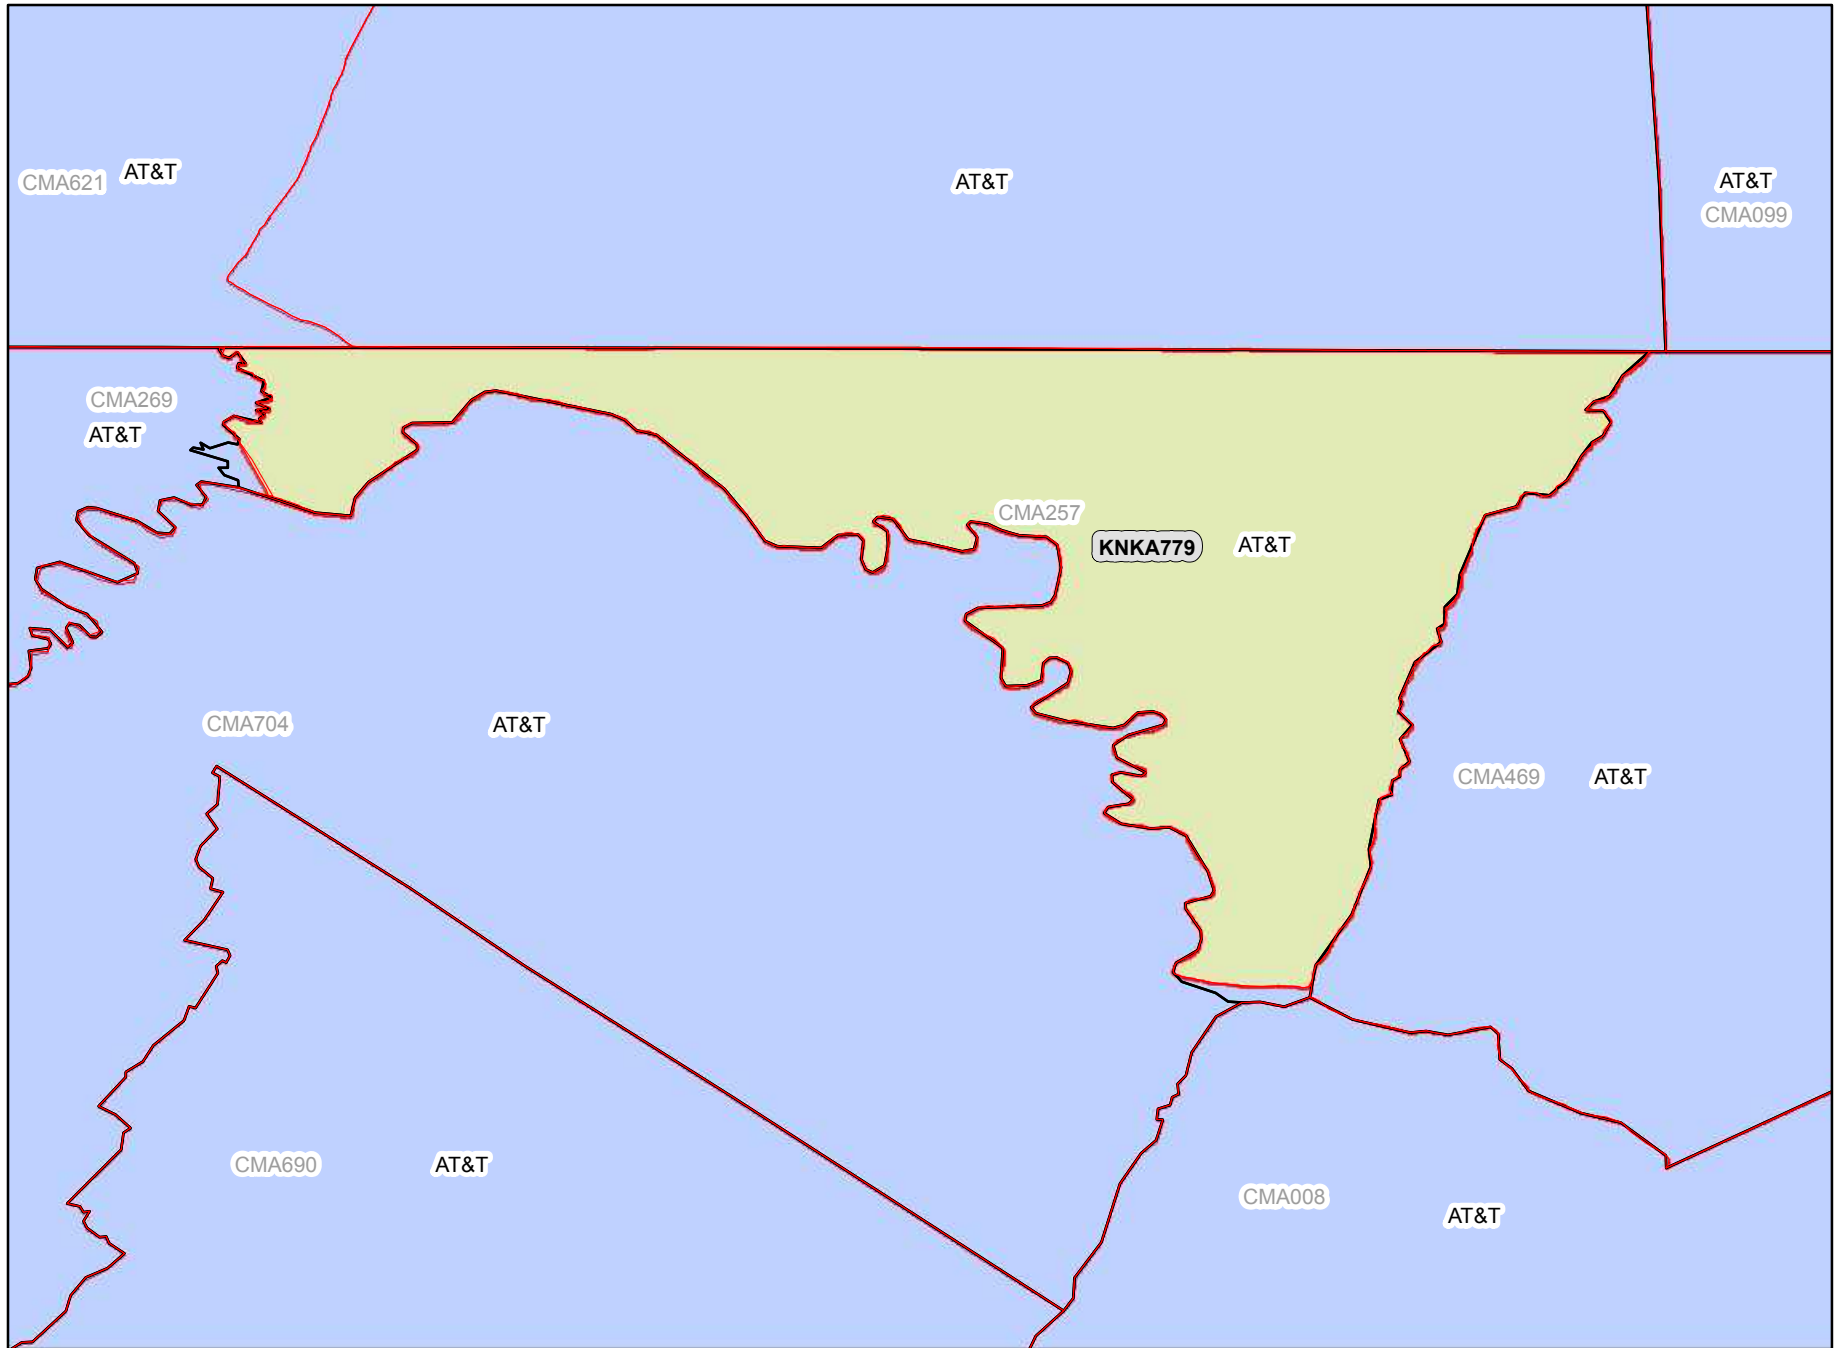 CMA621 AT&T
AT&T
AT&T
CMA099
CMA269
AT&T
CMA257
KNKA779 AT&T
CMA704 AT&T
CMA469 AT&T
CMA690 AT&T
CMA008
AT&T